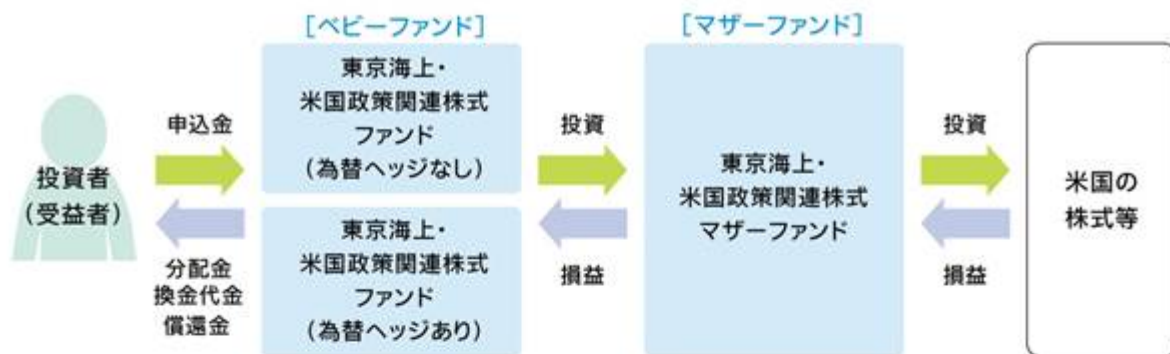 [ベビーファンド]
[マザーファンド]
投資者
(受益者)
申込金
分配金
換金代金
償還金
東京海上・
米国政策関連株式
ファンド
(為替ヘッジなし)
東京海上・
米国政策関連株式
ファンド
(為替ヘッジあり)
投資
損益
東京海上・
米国政策関連株式
マザーファンド
投資
損益
米国の
株式等